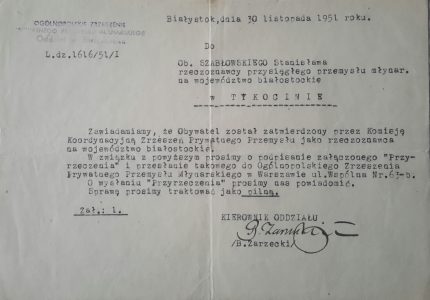 Białystok,dnia 30 listopada 1951 roku.
OGÓLNOPOLSKIE ZRZESZENIE
L.dz.1616/51/I
Do
Ob. SZABŁOWSKIEGO Stanisława
rzeczoznawcy przysięgłego przemysłu młynar.
na województwo białostockie
w TYKOCINIE
Zawiadamiamy, że Obywatel został zatwierdzony przez Komisję
Koordynacyjną Zrzeszeń Prywatnego Przemysłu jako rzeczoznawca
na województwo białostockie.
W związku z powyższym prosimy o podpisanie załączonego "Przy-
rzeczenia" i przesłanie takowego do Ogólnopolskiego Zrzeszenia
Prywatnego Przemysłu Młynarskiego w Warszawie ul.Wspólna Nr.63-b.
O wysłaniu "Przyrzeczenia" prosimy nas powiadomić.
Sprawę prosimy traktować jako pilną.
Zał.: 1.
KIEROWNIK ODDZIAŁU
/B.Zarzecki/